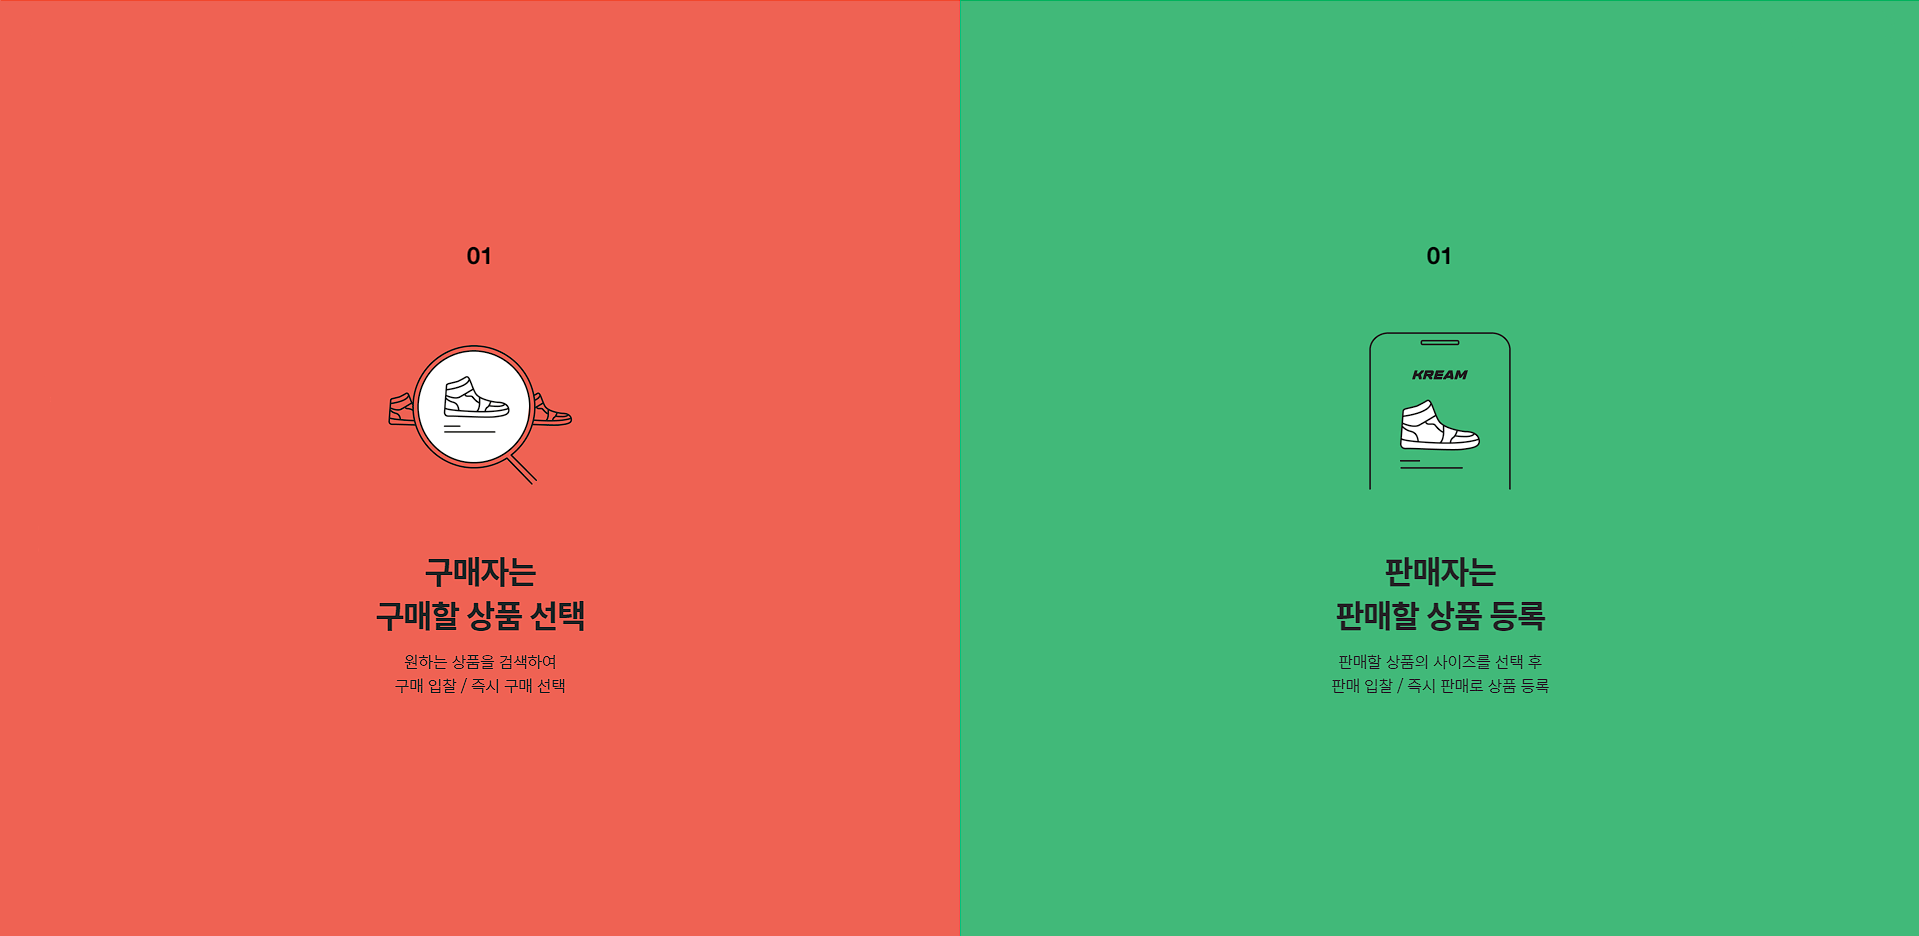 01
구매자는
구매할 상품 선택
원하는 상품을 검색하여
구매 입찰 / 즉시 구매 선택
01
KREAM
판매자는
판매할 상품 등록
판매할 상품의 사이즈를 선택 후
판매 입찰 / 즉시 판매로 상품 등록